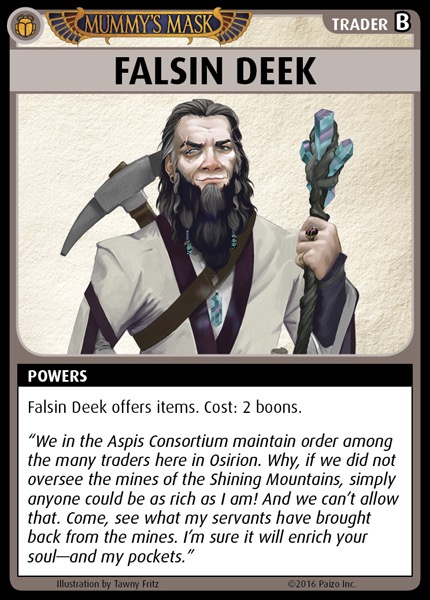 MUMMY'S MASK
TRADER B
FALSIN DEEK
POWERS
Falsin Deek offers items. Cost: 2 boons.
“We in the Aspis Consortium maintain order among
the many traders here in Osirion. Why, if we did not
oversee the mines of the Shining Mountains, simply
anyone could be as rich as I am! And we can’t allow
that. Come, see what my servants have brought
back from the mines. I’m sure it will enrich your
soul—and my pockets.”
Illustration by Tawny Fritz
©2016 Paizo Inc.